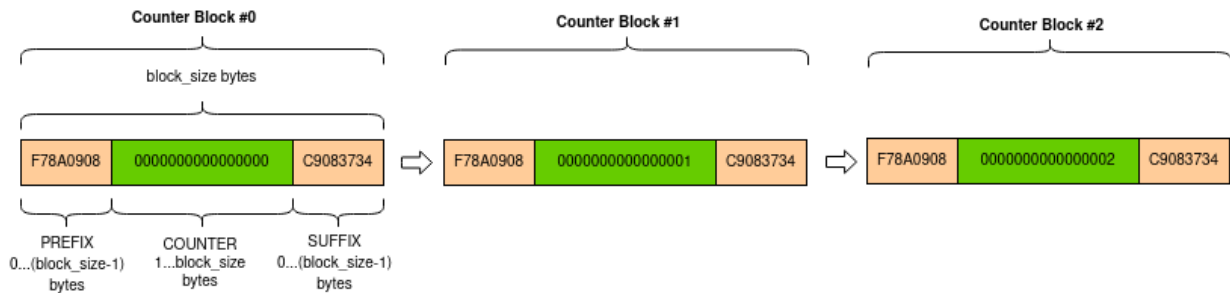 Counter Block #0
Counter Block #1
Counter Block #2
block_size bytes
F78A0908 0000000000000000 C9083734
F78A0908 0000000000000001 C9083734
F78A0908 0000000000000002 C9083734
PREFIX
0...(block_size-1)
bytes
COUNTER
1...block_size
bytes
SUFFIX
0...(block_size-1)
bytes